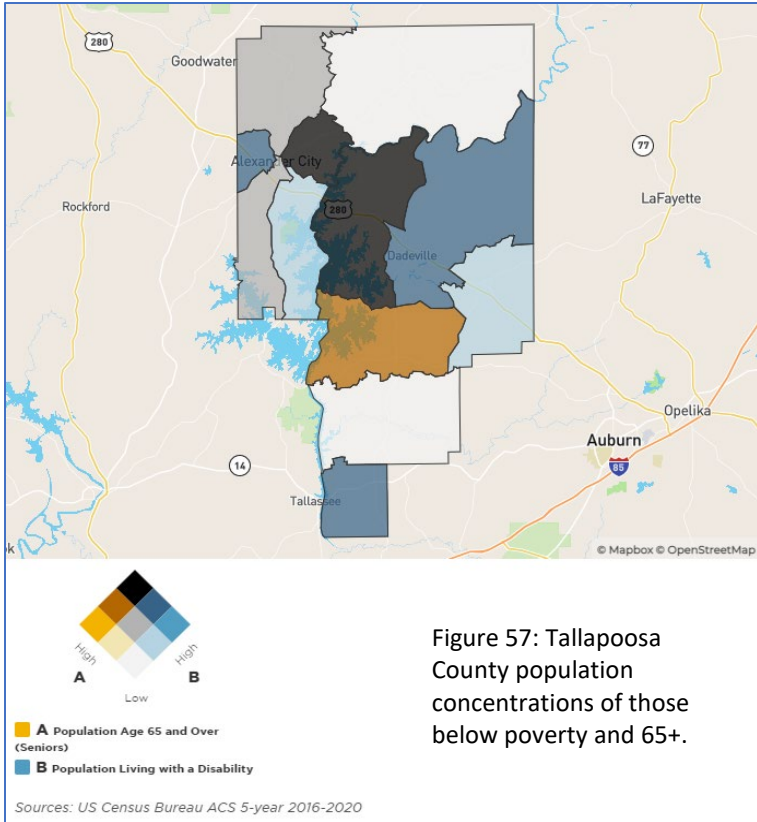 280
Goodwater
77
Alexander City
Rockford
LaFayette
280
Dadeville
Opelika
Auburn
85
14
Tallassee
© Mapbox © OpenStreetMap
High
High
A
B
Low
A Population Age 65 and Over
(Seniors)
B Population Living with a Disability
Sources: US Census Bureau ACS 5-year 2016-2020
Figure 57: Tallapoosa
County population
concentrations of those
below poverty and 65+.